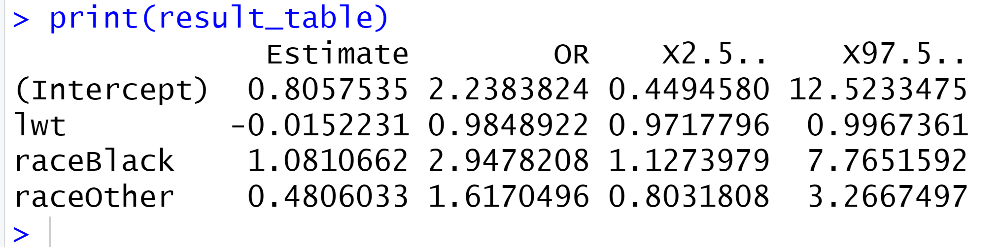 > print(result_table)
Estimate OR X2.5.. X97.5..
(Intercept) 0.8057535 2.2383824 0.4494580 12.5233475
lwt -0.0152231 0.9848922 0.9717796 0.9967361
raceBlack 1.0810662 2.9478208 1.1273979 7.7651592
raceOther 0.4806033 1.6170496 0.8031808 3.2667497
>